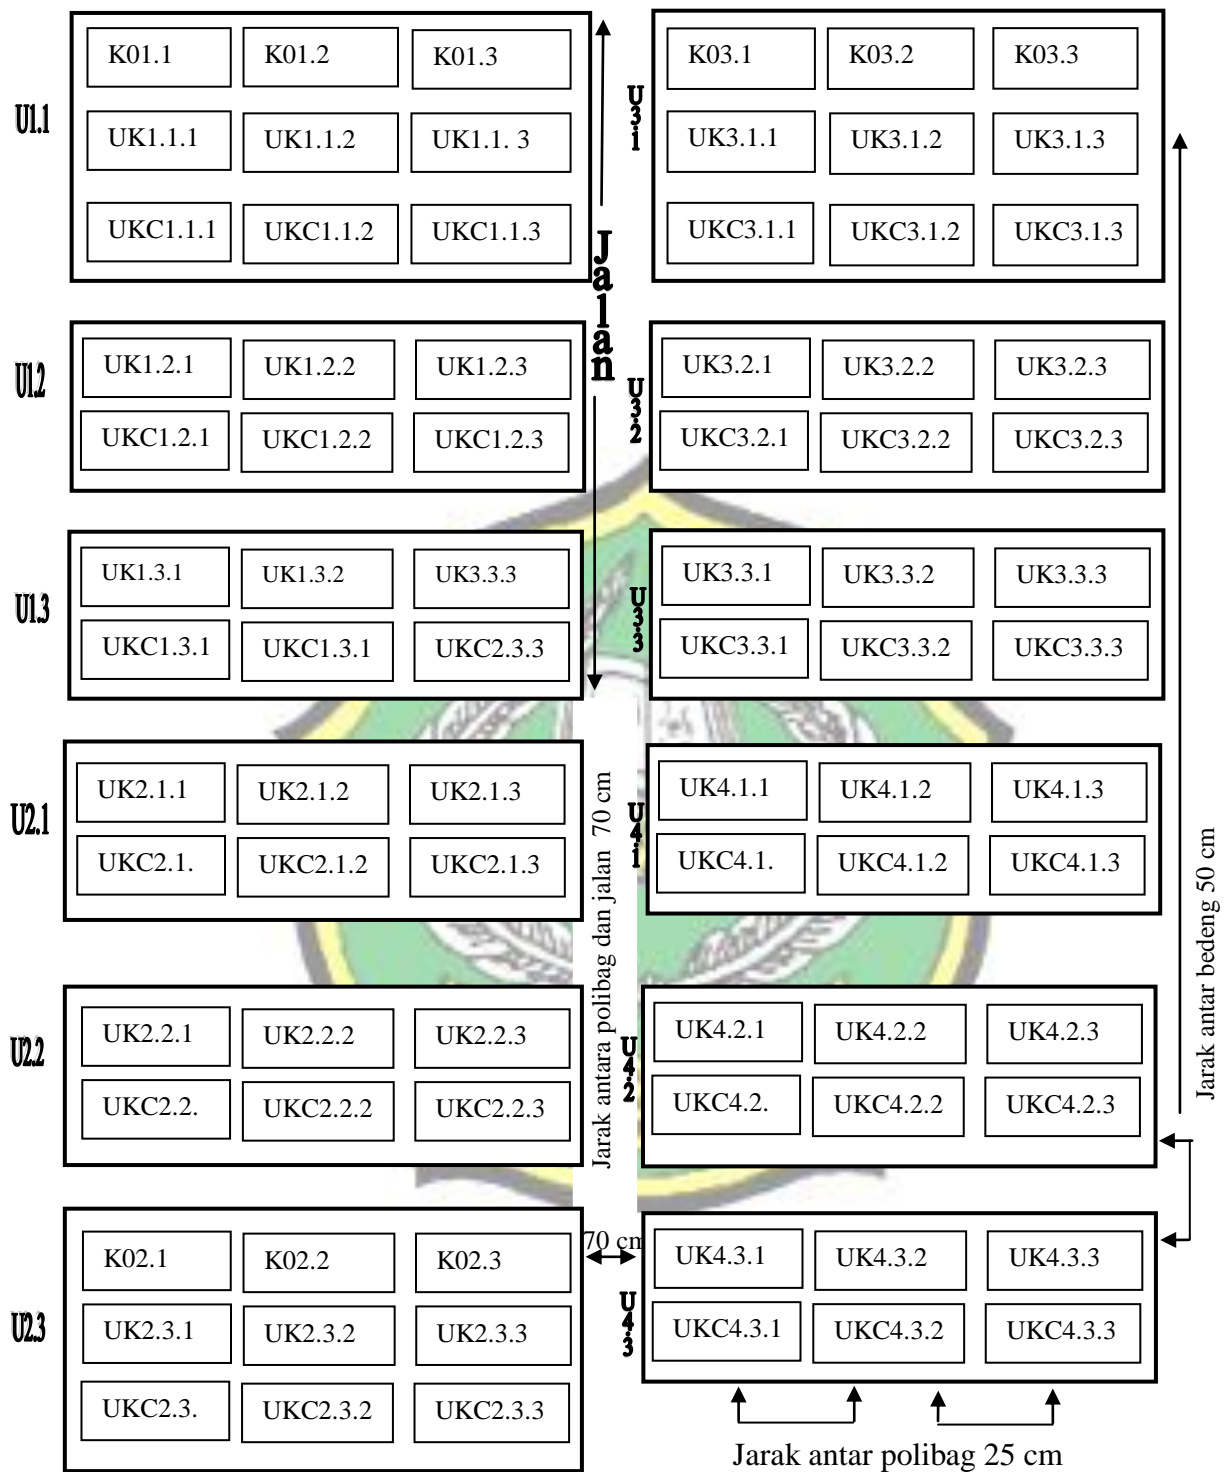 U1.1
K01.1 K01.2 K01.3
UK1.1.1 UK1.1.2 UK1.1. 3
UKC1.1.1 UKC1.1.2 UKC1.1.3
U1.2
UK1.2.1 UK1.2.2 UK1.2.3
UKC1.2.1 UKC1.2.2 UKC1.2.3
U1.3
UK1.3.1 UK1.3.2 UK3.3.3
UKC1.3.1 UKC1.3.1 UKC2.3.3
U2.1
UK2.1.1 UK2.1.2 UK2.1.3
UKC2.1. UKC2.1.2 UKC2.1.3
U2.2
UK2.2.1 UK2.2.2 UK2.2.3
UKC2.2. UKC2.2.2 UKC2.2.3
U2.3
K02.1 K02.2 K02.3
UK2.3.1 UK2.3.2 UK2.3.3
UKC2.3. UKC2.3.2 UKC2.3.3
Jalan
Jarak antara polibag dan jalan 70 cm
70 cm
U3.1
K03.1 K03.2 K03.3
UK3.1.1 UK3.1.2 UK3.1.3
UKC3.1.1 UKC3.1.2 UKC3.1.3
U3.2
UK3.2.1 UK3.2.2 UK3.2.3
UKC3.2.1 UKC3.2.2 UKC3.2.3
U3.3
UK3.3.1 UK3.3.2 UK3.3.3
UKC3.3.1 UKC3.3.2 UKC3.3.3
U4.1
UK4.1.1 UK4.1.2 UK4.1.3
UKC4.1. UKC4.1.2 UKC4.1.3
U4.2
UK4.2.1 UK4.2.2 UK4.2.3
UKC4.2. UKC4.2.2 UKC4.2.3
U4.3
UK4.3.1 UK4.3.2 UK4.3.3
UKC4.3.1 UKC4.3.2 UKC4.3.3
Jarak antar bedeng 50 cm
Jarak antar polibag 25 cm